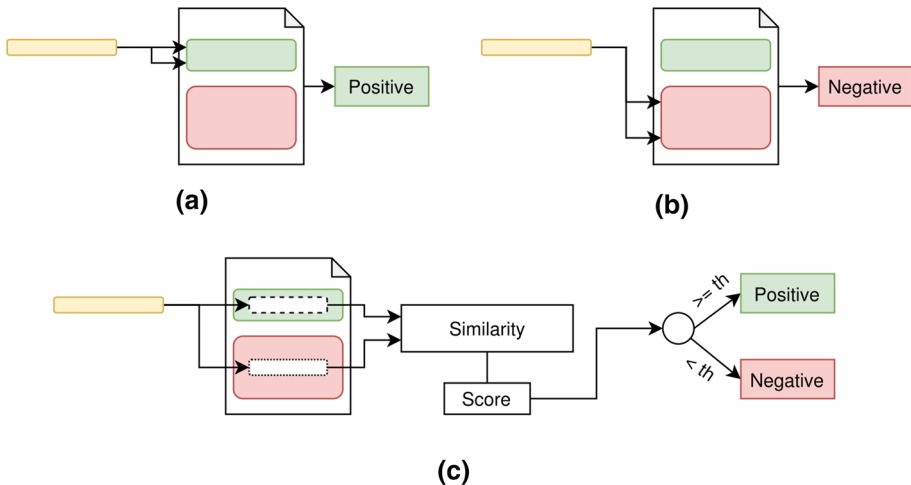 Positive
Negative
(a)
(b)
>= th
Positive
Similarity
< th
Negative
Score
(c)